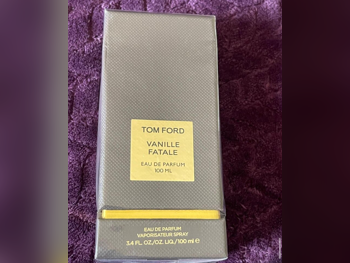 TOM FORD
VANILLE
FATALE
EAU DE PARFUM
100 ML
EAU DE PARFUM
VAPORISATEUR SPRAY
3.4 FL. OZ/OZ. LIQ./100 ml ℮